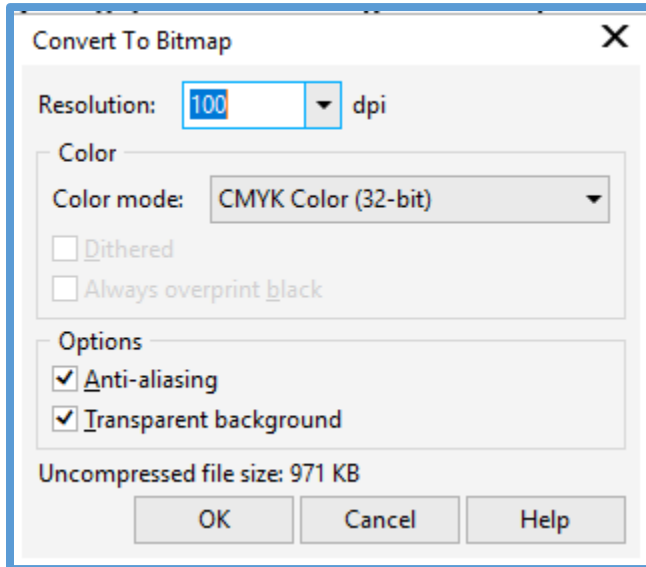 Convert To Bitmap
Resolution: 100 dpi
Color
Color mode: CMYK Color (32-bit)
Dithered
Always overprint black
Options
Anti-aliasing
Transparent background
Uncompressed file size: 971 KB
OK Cancel Help